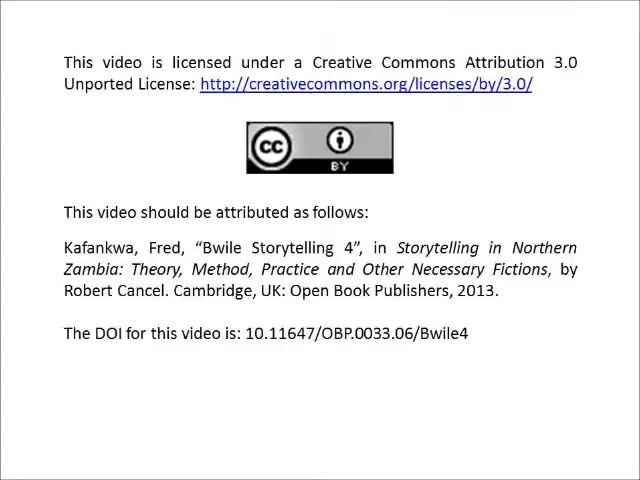 This video is licensed under a Creative Commons Attribution 3.0
Unported License: http://creativecommons.org/licenses/by/3.0/
cc
BY
This video should be attributed as follows:
Kafankwa, Fred, “Bwile Storytelling 4”, in Storytelling in Northern
Zambia: Theory, Method, Practice and Other Necessary Fictions, by
Robert Cancel. Cambridge, UK: Open Book Publishers, 2013.
The DOI for this video is: 10.11647/OBP.0033.06/Bwile4